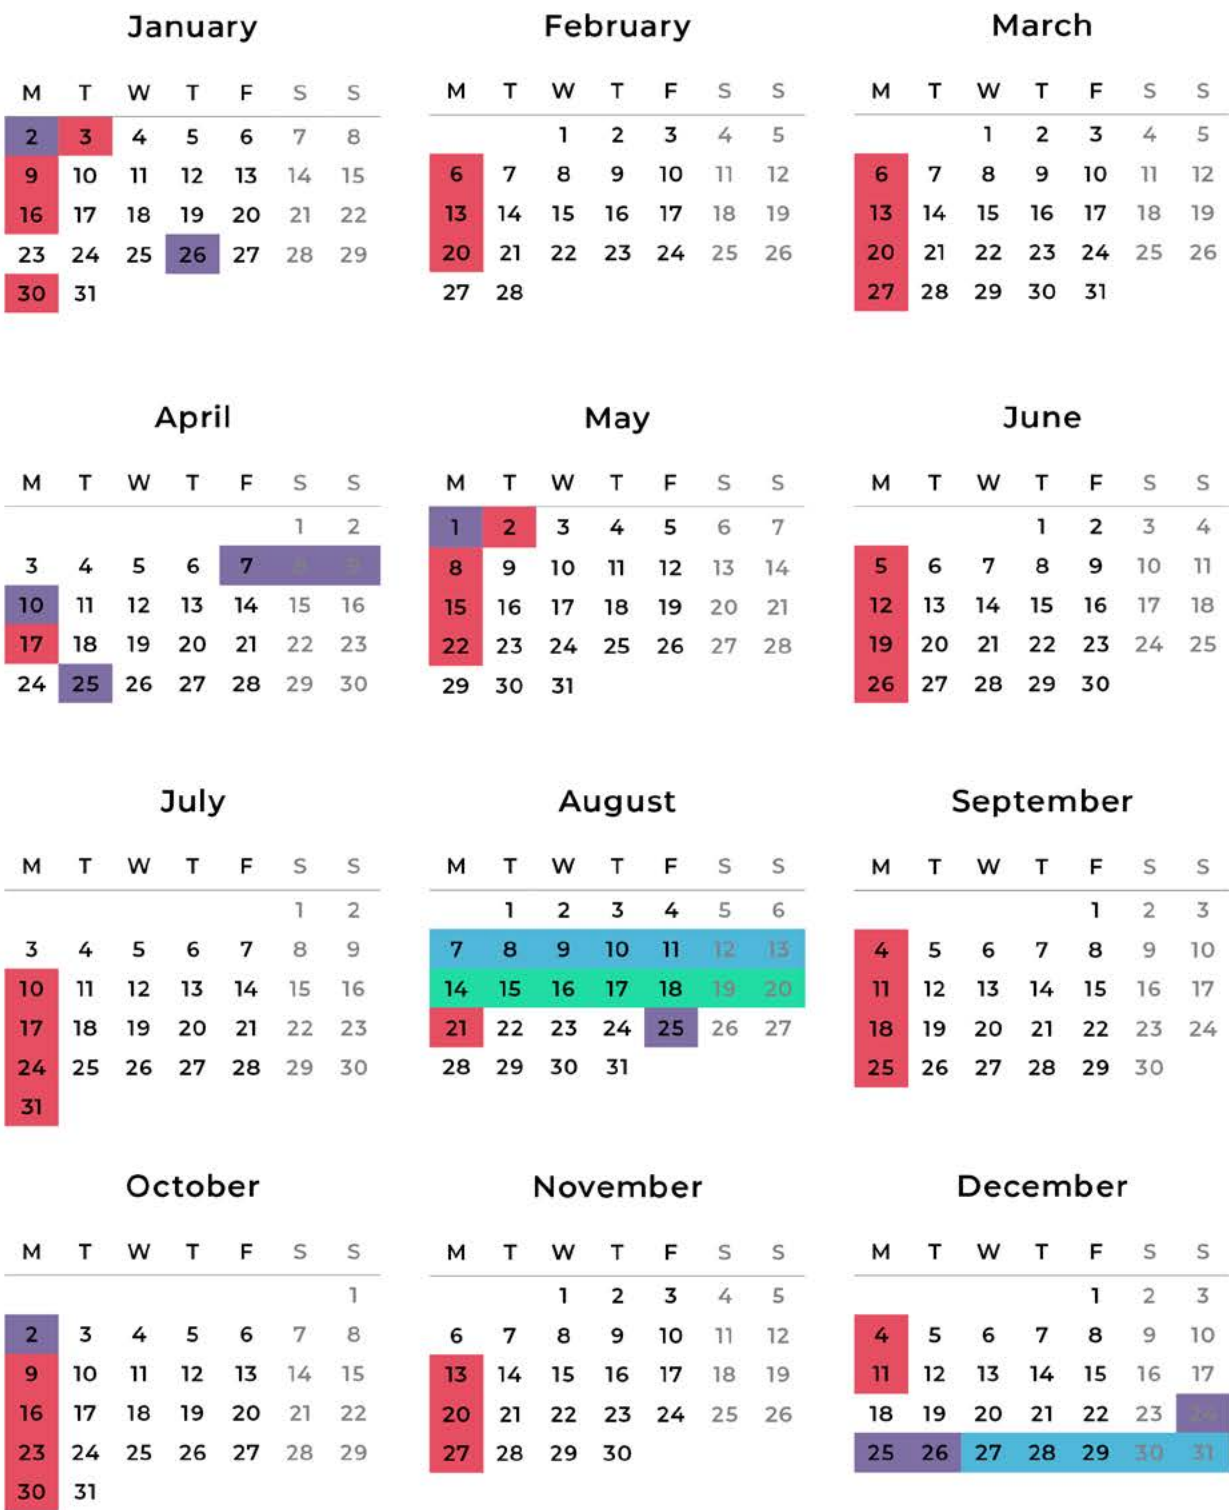 January
M T W T F S S
2 3 4 5 6 7 8
9 10 11 12 13 14 15
16 17 18 19 20 21 22
23 24 25 26 27 28 29
30 31
February
M T W T F S S
1 2 3 4 5
6 7 8 9 10 11 12
13 14 15 16 17 18 19
20 21 22 23 24 25 26
27 28
March
M T W T F S S
1 2 3 4 5
6 7 8 9 10 11 12
13 14 15 16 17 18 19
20 21 22 23 24 25 26
27 28 29 30 31
April
M T W T F S S
1 2
3 4 5 6 7 8 9
10 11 12 13 14 15 16
17 18 19 20 21 22 23
24 25 26 27 28 29 30
May
M T W T F S S
1 2 3 4 5 6 7
8 9 10 11 12 13 14
15 16 17 18 19 20 21
22 23 24 25 26 27 28
29 30 31
June
M T W T F S S
1 2 3 4
5 6 7 8 9 10 11
12 13 14 15 16 17 18
19 20 21 22 23 24 25
26 27 28 29 30
July
M T W T F S S
1 2
3 4 5 6 7 8 9
10 11 12 13 14 15 16
17 18 19 20 21 22 23
24 25 26 27 28 29 30
31
August
M T W T F S S
1 2 3 4 5 6
7 8 9 10 11 12 13
14 15 16 17 18 19 20
21 22 23 24 25 26 27
28 29 30 31
September
M T W T F S S
1 2 3
4 5 6 7 8 9 10
11 12 13 14 15 16 17
18 19 20 21 22 23 24
25 26 27 28 29 30
October
M T W T F S S
1
2 3 4 5 6 7 8
9 10 11 12 13 14 15
16 17 18 19 20 21 22
23 24 25 26 27 28 29
30 31
November
M T W T F S S
1 2 3 4 5
6 7 8 9 10 11 12
13 14 15 16 17 18 19
20 21 22 23 24 25 26
27 28 29 30
December
M T W T F S S
1 2 3
4 5 6 7 8 9 10
11 12 13 14 15 16 17
18 19 20 21 22 23 24
25 26 27 28 29 30 31